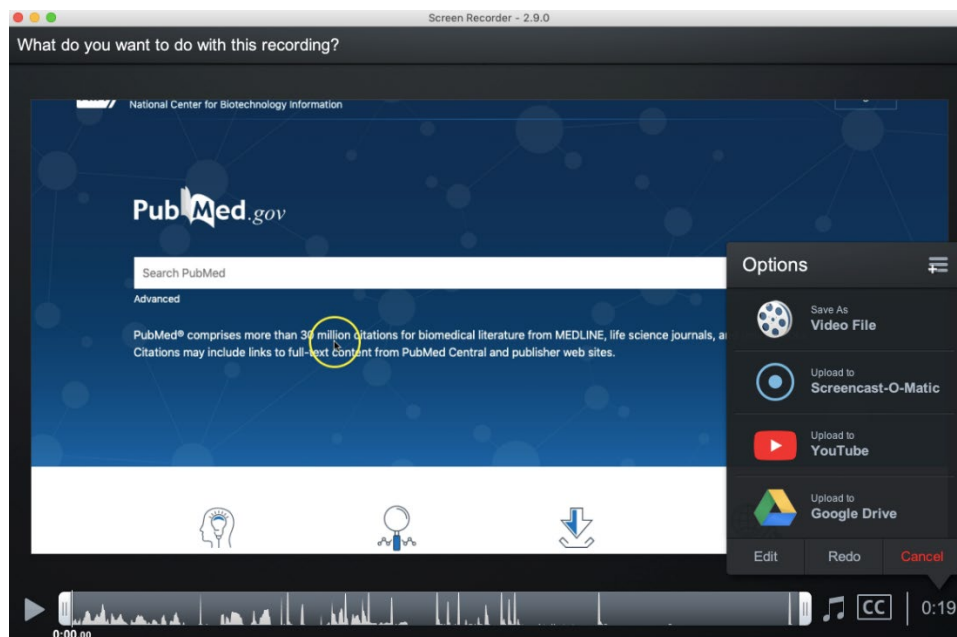 Screen Recorder - 2.9.0
What do you want to do with this recording?
National Center for Biotechnology Information
PubMed.gov
Search PubMed
Advanced
PubMed® comprises more than 30 million citations for biomedical literature from MEDLINE, life science journals,
Citations may include links to full-text content from PubMed Central and publisher web sites.
Options
Save As
Video File
Upload to
Screencast-O-Matic
Upload to
YouTube
Upload to
Google Drive
Edit Redo Cancel
CC 0:19
0:00.00